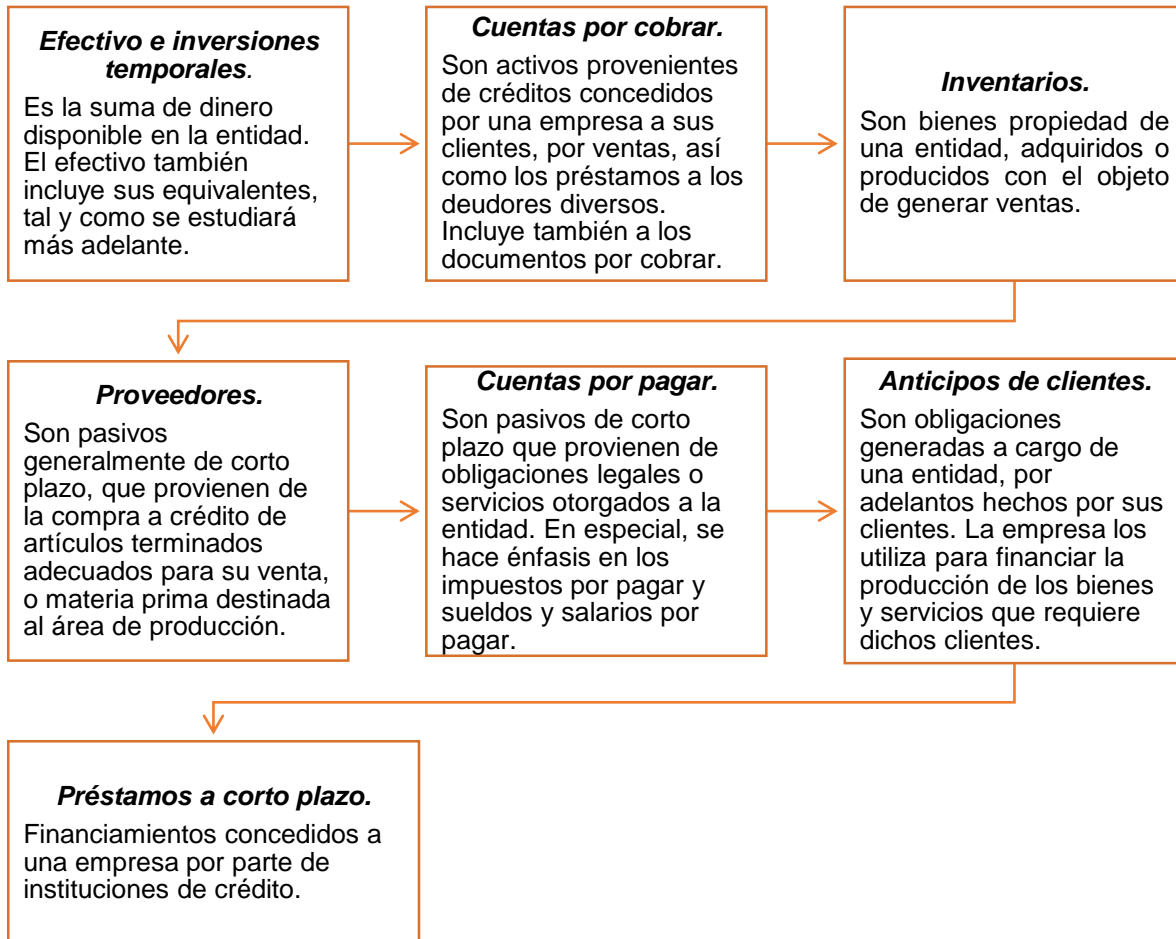 Efectivo e inversiones
temporales.
Es la suma de dinero
disponible en la entidad.
El efectivo también
incluye sus equivalentes,
tal y como se estudiará
más adelante.
Cuentas por cobrar.
Son activos provenientes
de créditos concedidos
por una empresa a sus
clientes, por ventas, así
como los préstamos a los
deudores diversos.
Incluye también a los
documentos por cobrar.
Inventarios.
Son bienes propiedad de
una entidad, adquiridos o
producidos con el objeto
de generar ventas.
Proveedores.
Son pasivos
generalmente de corto
plazo, que provienen de
la compra a crédito de
artículos terminados
adecuados para su venta,
o materia prima destinada
al área de producción.
Cuentas por pagar.
Son pasivos de corto
plazo que provienen de
obligaciones legales o
servicios otorgados a la
entidad. En especial, se
hace énfasis en los
impuestos por pagar y
sueldos y salarios por
pagar.
Anticipos de clientes.
Son obligaciones
generadas a cargo de
una entidad, por
adelantos hechos por sus
clientes. La empresa los
utiliza para financiar la
producción de los bienes
y servicios que requiere
dichos clientes.
Préstamos a corto plazo.
Financiamientos concedidos a
una empresa por parte de
instituciones de crédito.